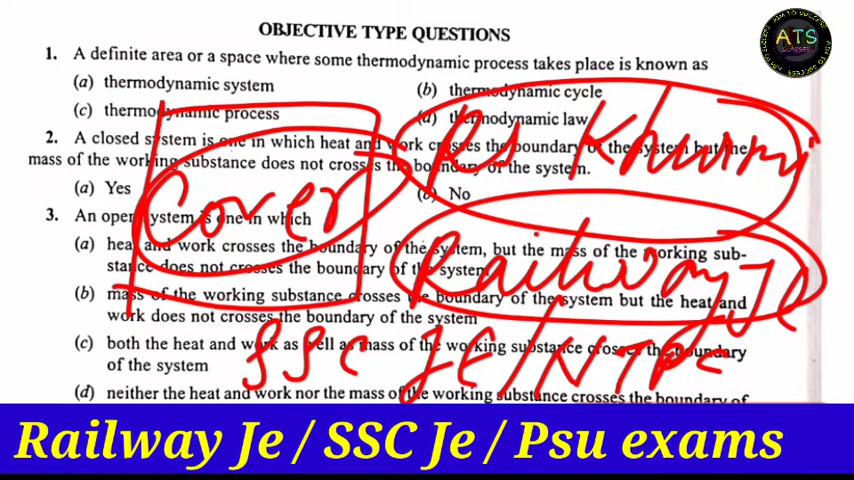 OBJECTIVE TYPE QUESTIONS
ATS
CLASSES
1. A definite area or a space where some thermodynamic process takes place is known as
(a) thermodynamic system (b) thermodynamic cycle
(c) thermodynamic process (d) thermodynamic law
2. A closed system is one in which heat and work crosses the boundary of the system but the
mass of the working substance does not crosses the boundary of the system.
(a) Yes (b) No
3. An open system is one in which
(a) heat and work crosses the boundary of the system, but the mass of the working sub-
stance does not crosses the boundary of the system
(b) mass of the working substance crosses the boundary of the system but the heat and
work does not crosses the boundary of the system
(c) both the heat and work as well as mass of the working substance crosses the boundary
of the system
(d) neither the heat and work nor the mass of the working substance crosses the boundary of
Cover
Rs Khurmi
Railway Je
SSC JE/NTPC
Railway Je / SSC Je / Psu exams